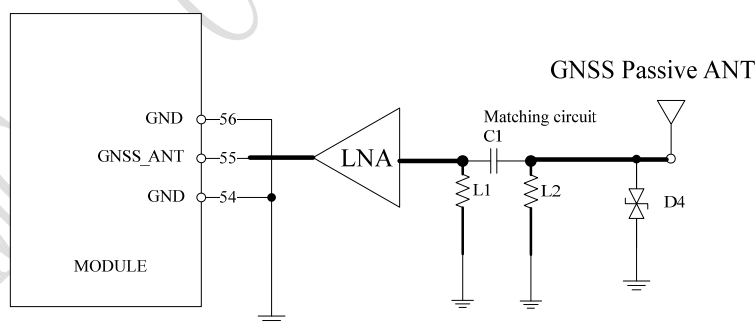 GNSS Passive ANT
Matching circuit
C1
GND 56
GNSS_ANT 55
LNA
GND 54
L1
L2
D4
MODULE